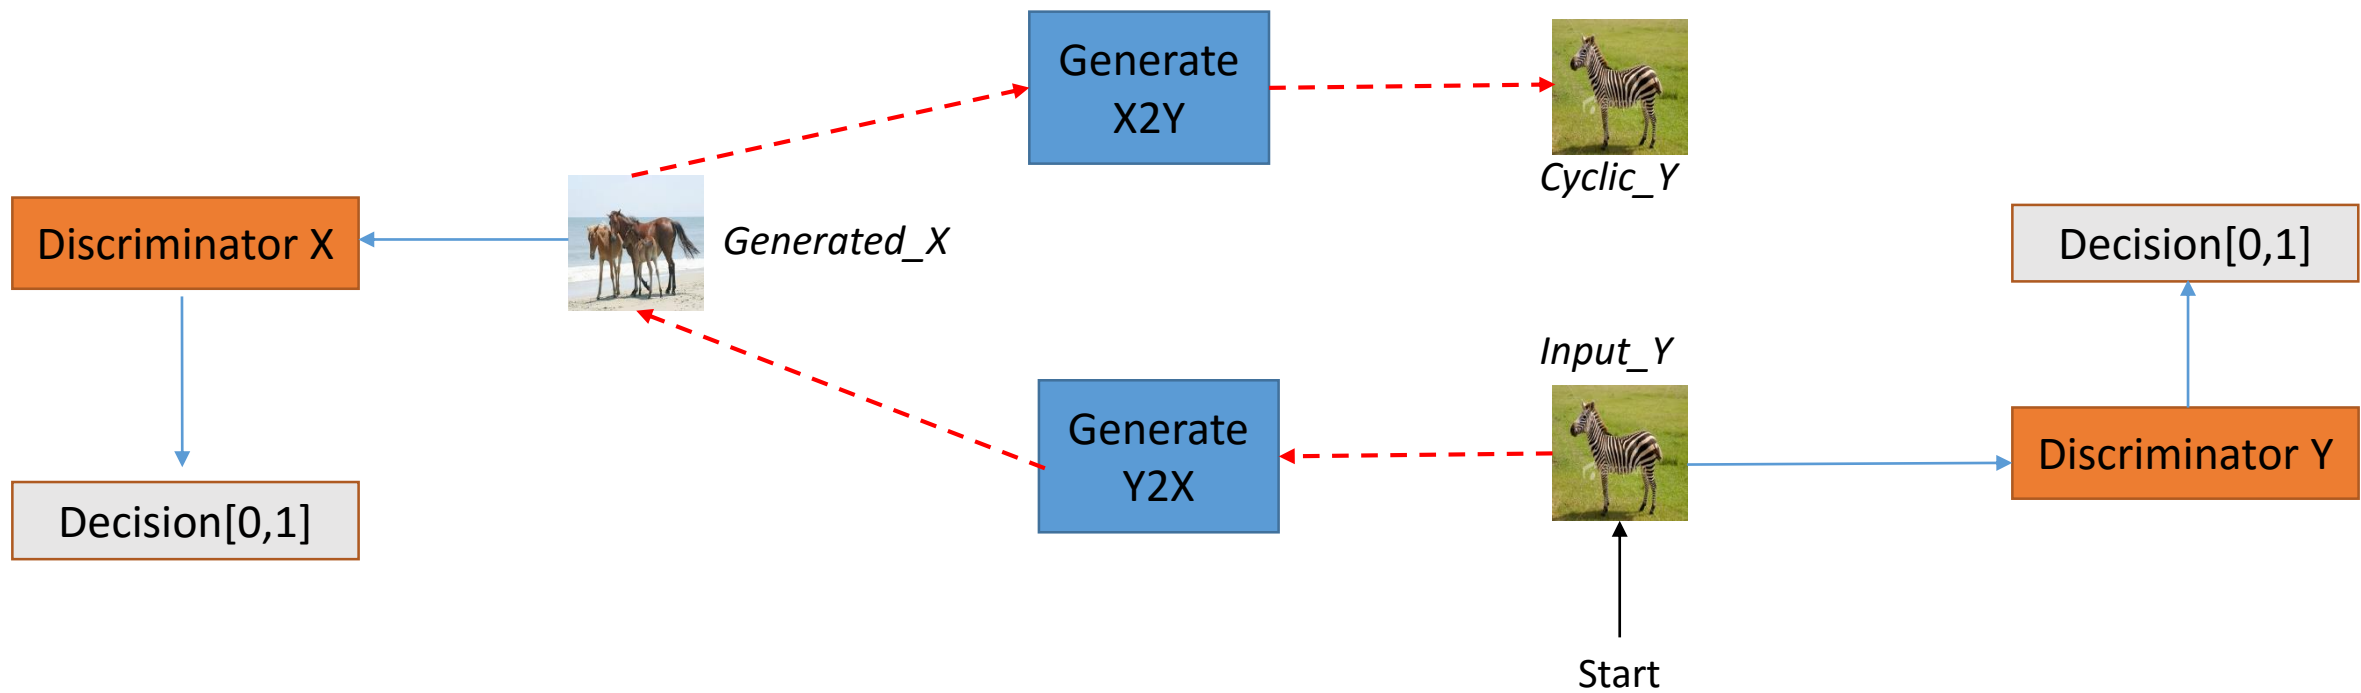 Generate
X2Y
Cyclic_Y
Discriminator X
Generated_X
Decision[0,1]
Input_Y
Generate
Y2X
Discriminator Y
Decision[0,1]
Start